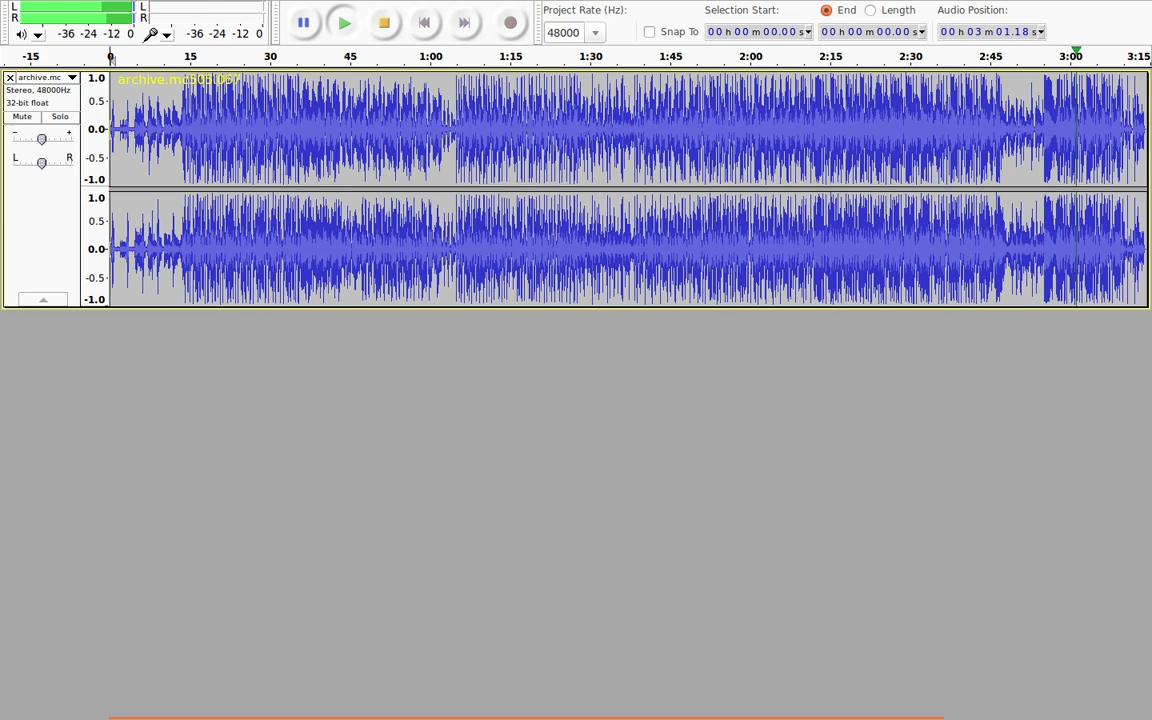 L L
R R
-36 -24 -12 0 -36 -24 -12 0
Project Rate (Hz): Selection Start: End Length Audio Position:
48000 Snap To 00 h 00 m 00.00 s 00 h 00 m 00.00 s 00 h 03 m 01.18 s
-15 0 15 30 45 1:00 1:15 1:30 1:45 2:00 2:15 2:30 2:45 3:00 3:15
archive.mc
Stereo, 48000Hz
32-bit float
Mute Solo
- +
L R
1.0
0.5
0.0
-0.5
-1.0
1.0
0.5
0.0
-0.5
-1.0